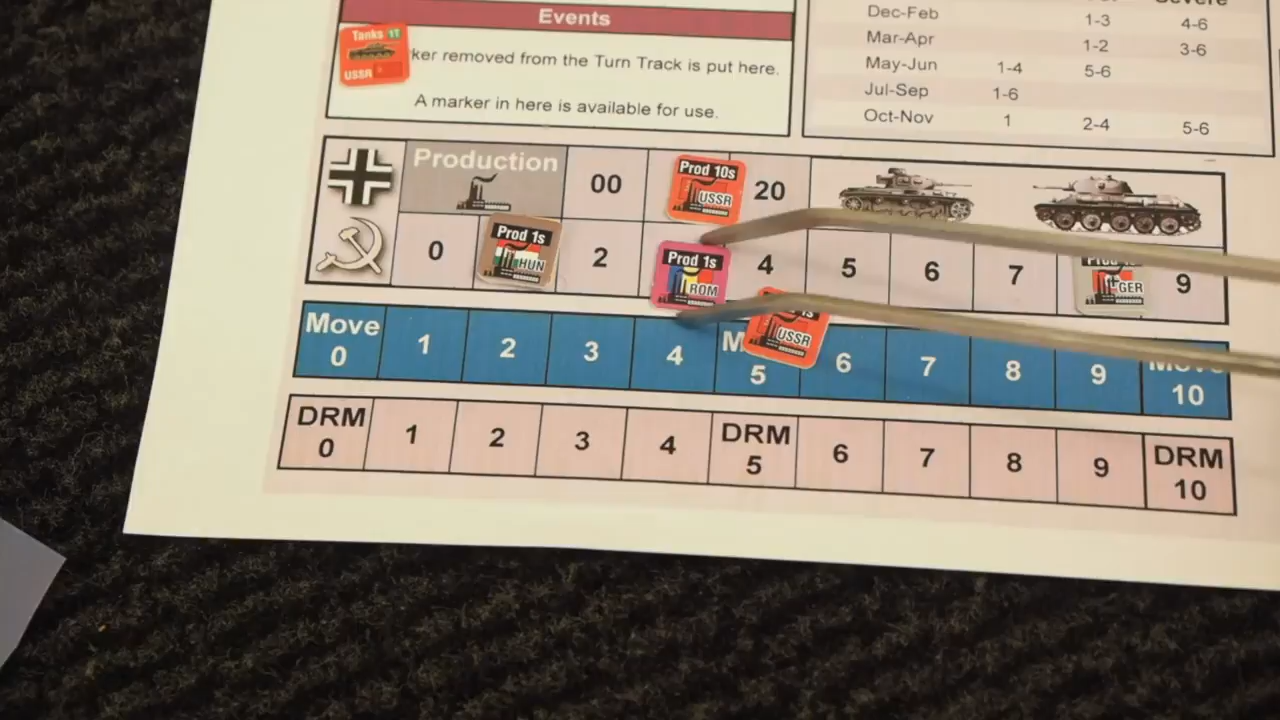 Events
Tanks 1T
USSR
ker removed from the Turn Track is put here.
A marker in here is available for use.
Severe
Dec-Feb 1-3 4-6
Mar-Apr 1-2 3-6
May-Jun 1-4 5-6
Jul-Sep 1-6
Oct-Nov 1 2-4 5-6
Production 00 Prod 10s USSR 20
0 Prod 1s HUN 2 Prod 1s ROM 4 5 6 7 GER 9
Move 0 1 2 3 4 5 USSR 6 7 8 9 Move 10
DRM 0 1 2 3 4 DRM 5 6 7 8 9 DRM 10